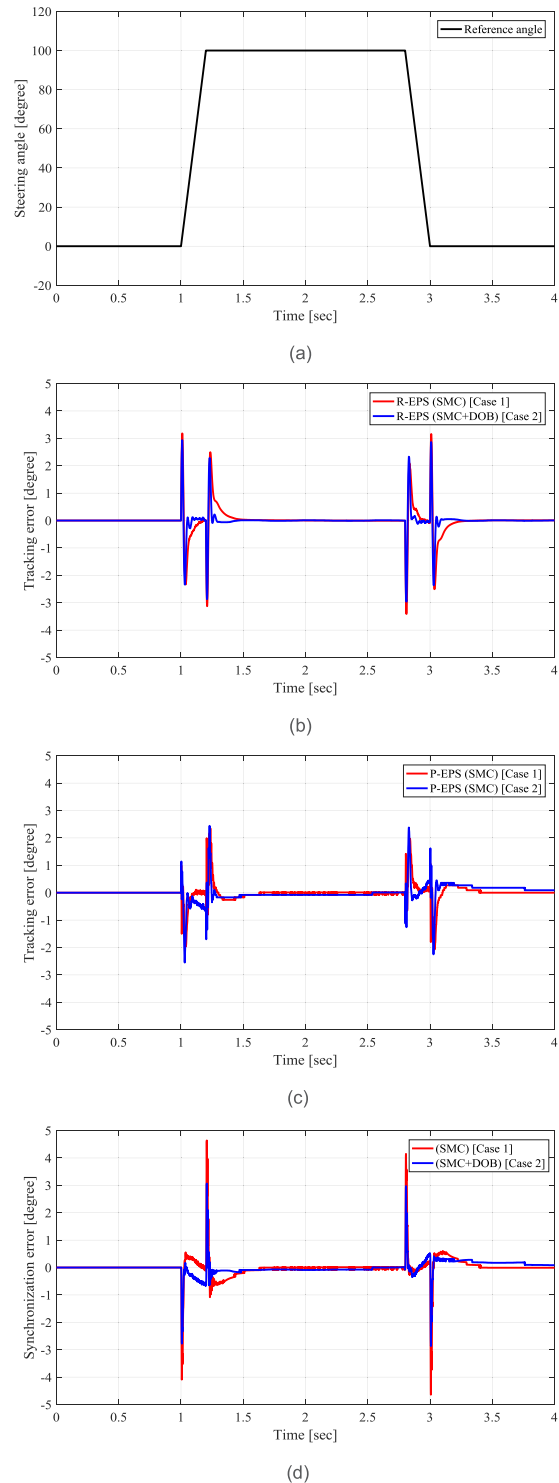 120
100
80
60
40
20
0
-20
Steering angle [degree]
Reference angle
0 0.5 1 1.5 2 2.5 3 3.5 4
Time [sec]
(a)
5
4
3
2
1
0
-1
-2
-3
-4
-5
Tracking error [degree]
R-EPS (SMC) [Case 1]
R-EPS (SMC+DOB) [Case 2]
0 0.5 1 1.5 2 2.5 3 3.5 4
Time [sec]
(b)
5
4
3
2
1
0
-1
-2
-3
-4
-5
Tracking error [degree]
P-EPS (SMC) [Case 1]
P-EPS (SMC) [Case 2]
0 0.5 1 1.5 2 2.5 3 3.5 4
Time [sec]
(c)
5
4
3
2
1
0
-1
-2
-3
-4
-5
Synchronization error [degree]
(SMC) [Case 1]
(SMC+DOB) [Case 2]
0 0.5 1 1.5 2 2.5 3 3.5 4
Time [sec]
(d)